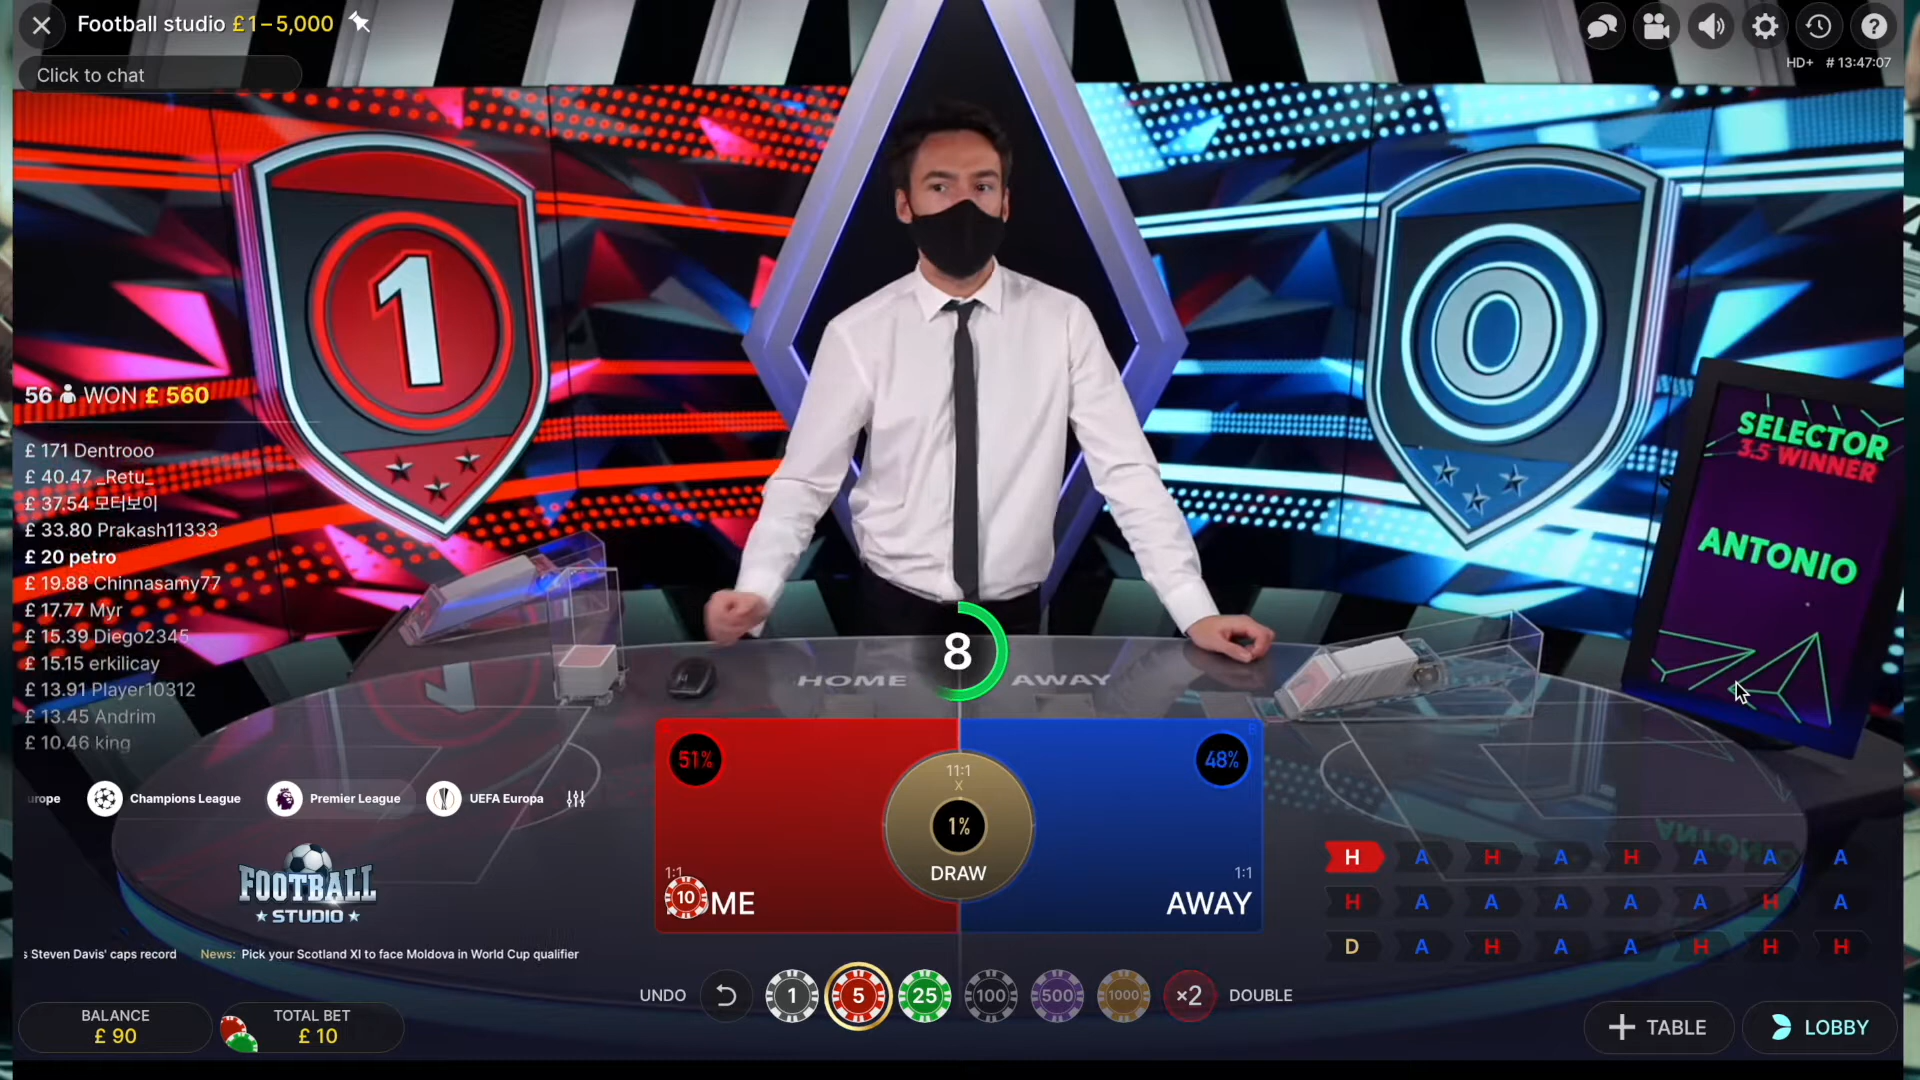 Football studio £ 1–5,000
Click to chat
HD+ # 13:47:07
1
0
SELECTOR
3.5 WINNER
ANTONIO
56 WON £ 560
£ 171 Dentrooo
£ 40.47 _Retu_
£ 37.54 모터보이
£ 33.80 Prakash11333
£ 20 petro
£ 19.88 Chinnasamy77
£ 17.77 Myr
£ 15.39 Diego2345
£ 15.15 erkilicay
£ 13.91 Player10312
£ 13.45 Andrim
£ 10.46 king
8
HOME AWAY
51% 48%
11:1
X
1%
DRAW
1:1 1:1
10 ME AWAY
urope Champions League Premier League UEFA Europa
FOOTBALL
STUDIO
s Steven Davis' caps record News: Pick your Scotland XI to face Moldova in World Cup qualifier
H A H A H A A A
H A A A A A H A
D A H A A H H H
UNDO 1 5 25 100 500 1000 ×2 DOUBLE
BALANCE
£ 90
TOTAL BET
£ 10
TABLE
LOBBY